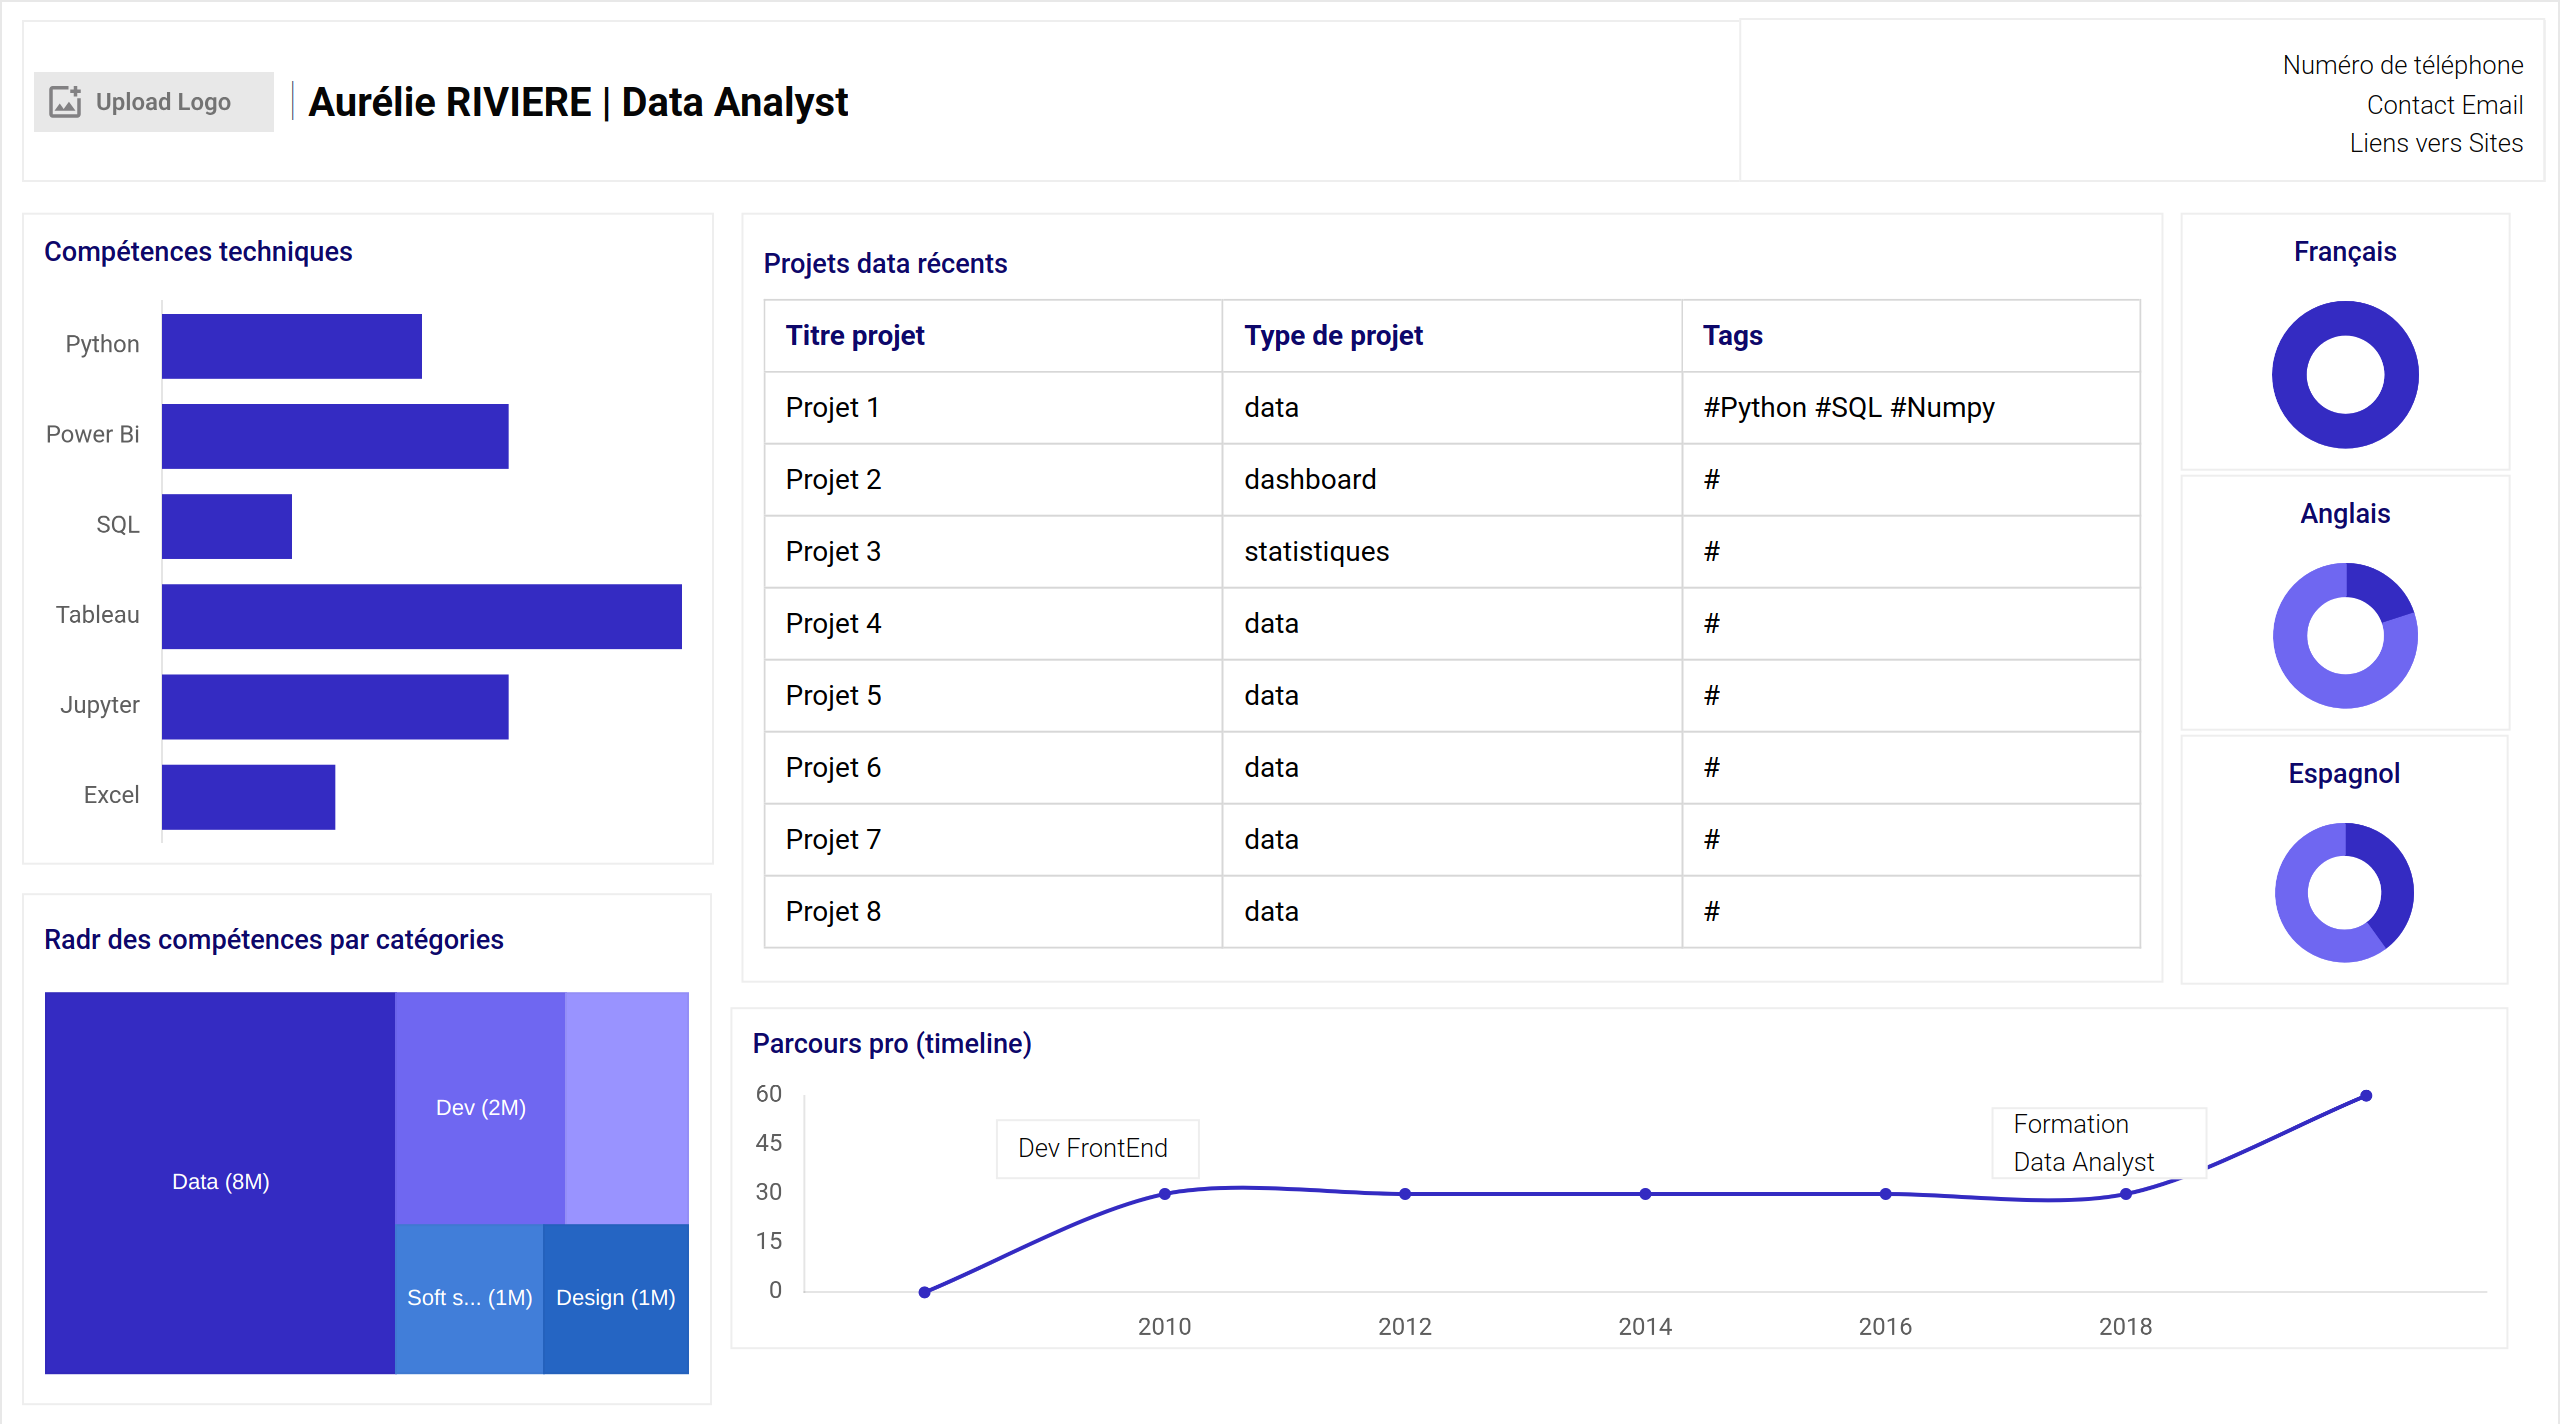 Upload Logo
Aurélie RIVIERE | Data Analyst
Numéro de téléphone
Contact Email
Liens vers Sites
Compétences techniques
Python
Power Bi
SQL
Tableau
Jupyter
Excel
Radr des compétences par catégories
Data (8M)
Dev (2M)
Soft s... (1M)
Design (1M)
Projets data récents
Titre projet Type de projet Tags
Projet 1 data #Python #SQL #Numpy
Projet 2 dashboard #
Projet 3 statistiques #
Projet 4 data #
Projet 5 data #
Projet 6 data #
Projet 7 data #
Projet 8 data #
Français
Anglais
Espagnol
Parcours pro (timeline)
60
45
30
15
0
Dev FrontEnd
Formation
Data Analyst
2010 2012 2014 2016 2018